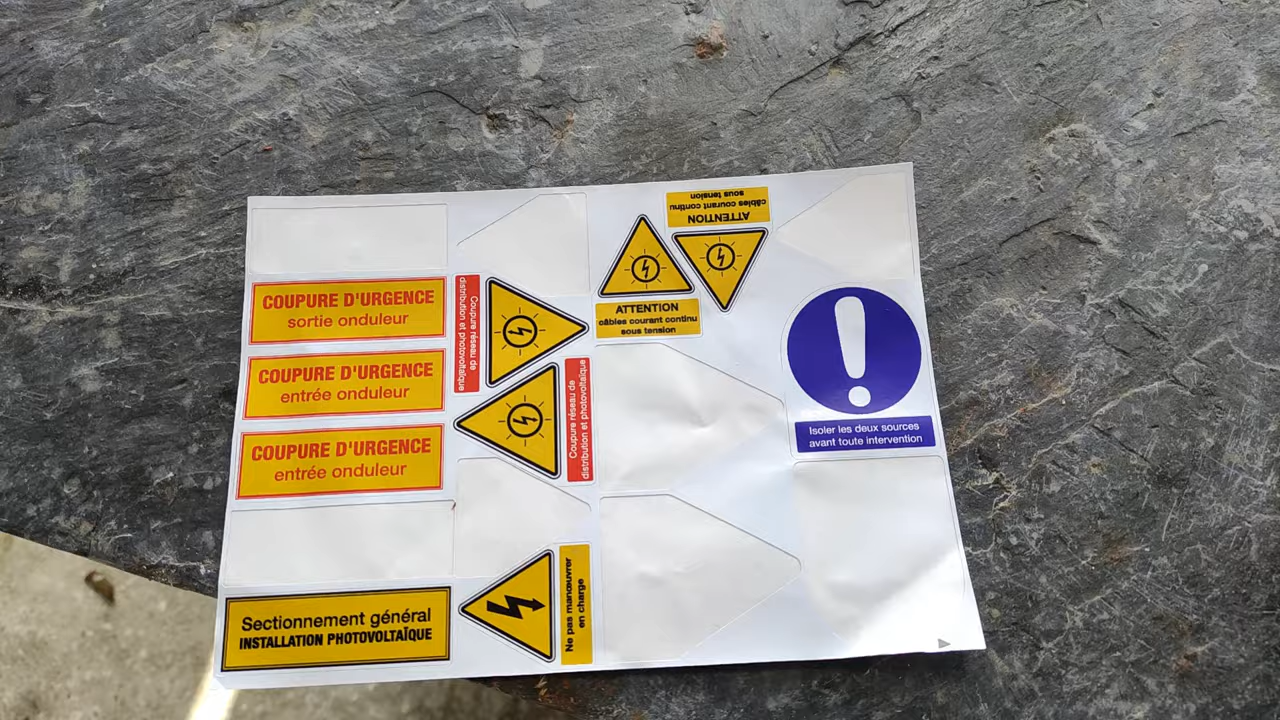 COUPURE D'URGENCE
sortie onduleur
COUPURE D'URGENCE
entrée onduleur
COUPURE D'URGENCE
entrée onduleur
Sectionnement général
INSTALLATION PHOTOVOLTAÏQUE
Coupure réseau de
distribution et photovoltaïque
Coupure réseau de
distribution et photovoltaïque
Ne pas manœuvrer
en charge
ATTENTION
câbles courant continu
sous tension
ATTENTION
câbles courant continu
sous tension
Isoler les deux sources
avant toute intervention